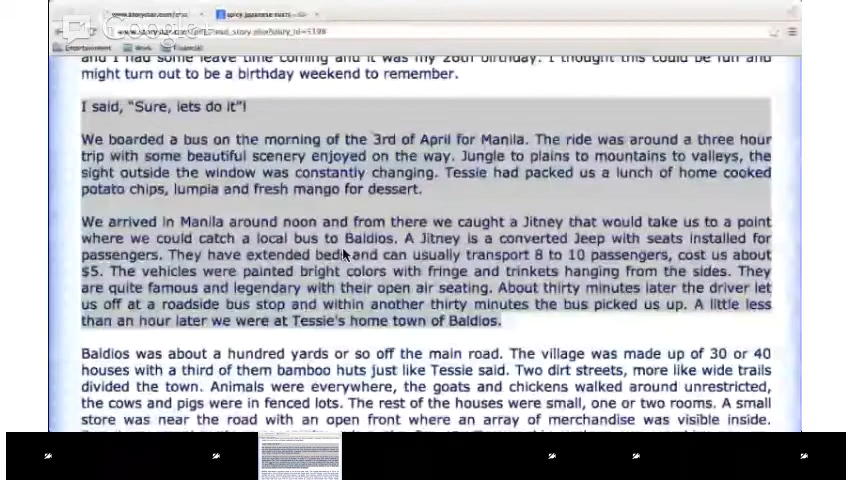 Google+
www.storystar.com/php
spicy japanese
Entertainment Work Financial
and I had some leave time coming and it was my 26th birthday. I thought this could be fun and
might turn out to be a birthday weekend to remember.
I said, “Sure, lets do it”!
We boarded a bus on the morning of the 3rd of April for Manila. The ride was around a three hour
trip with some beautiful scenery enjoyed on the way. Jungle to plains to mountains to valleys, the
sight outside the window was constantly changing. Tessie had packed us a lunch of home cooked
potato chips, lumpia and fresh mango for dessert.
We arrived in Manila around noon and from there we caught a Jitney that would take us to a point
where we could catch a local bus to Baldios. A Jitney is a converted Jeep with seats installed for
passengers. They have extended beds and can usually transport 8 to 10 passengers, cost us about
$5. The vehicles were painted bright colors with fringe and trinkets hanging from the sides. They
are quite famous and legendary with their open air seating. About thirty minutes later the driver let
us off at a roadside bus stop and within another thirty minutes the bus picked us up. A little less
than an hour later we were at Tessie's home town of Baldios.
Baldios was about a hundred yards or so off the main road. The village was made up of 30 or 40
houses with a third of them bamboo huts just like Tessie said. Two dirt streets, more like wide trails
divided the town. Animals were everywhere, the goats and chickens walked around unrestricted,
the cows and pigs were in fenced lots. The rest of the houses were small, one or two rooms. A small
store was near the road with an open front where an array of merchandise was visible inside.